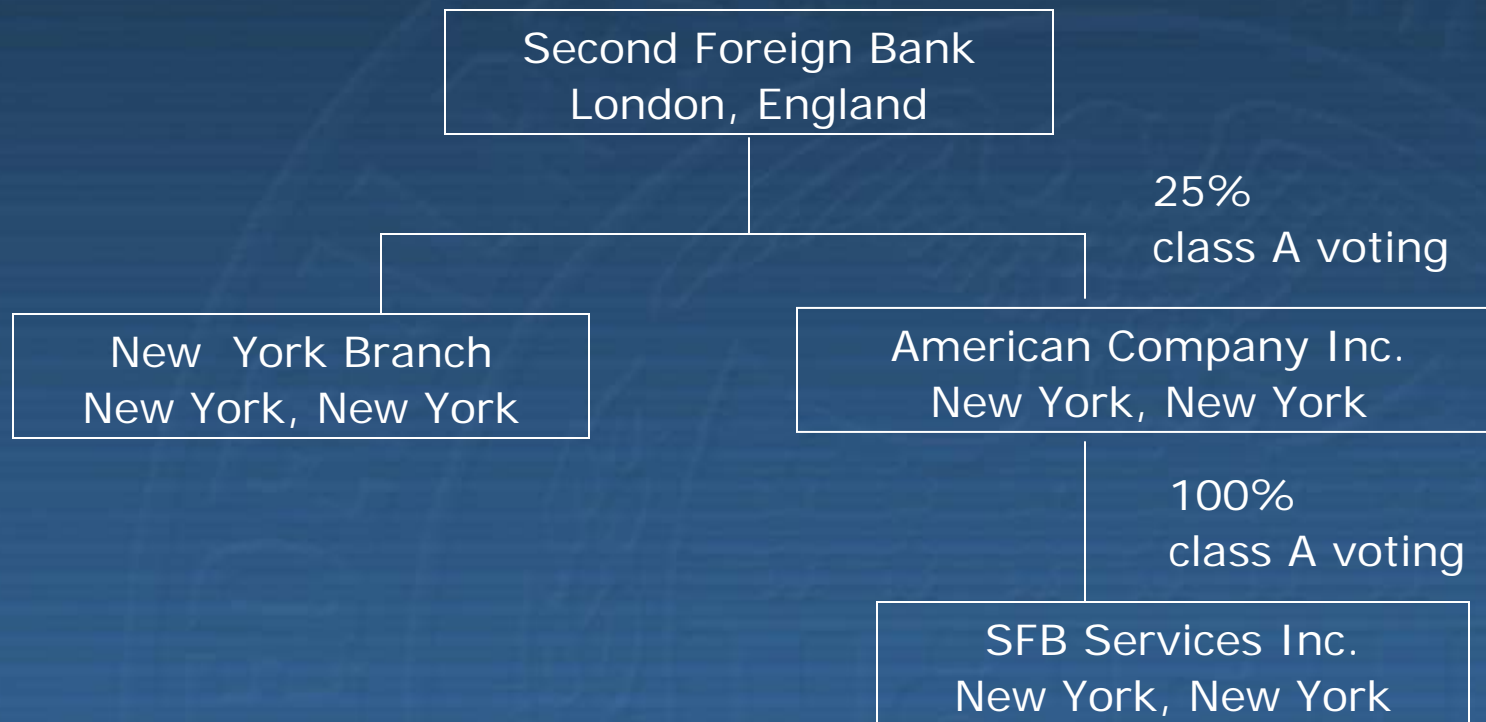 Second Foreign Bank
London, England
25%
class A voting
New York Branch
New York, New York
American Company Inc.
New York, New York
100%
class A voting
SFB Services Inc.
New York, New York